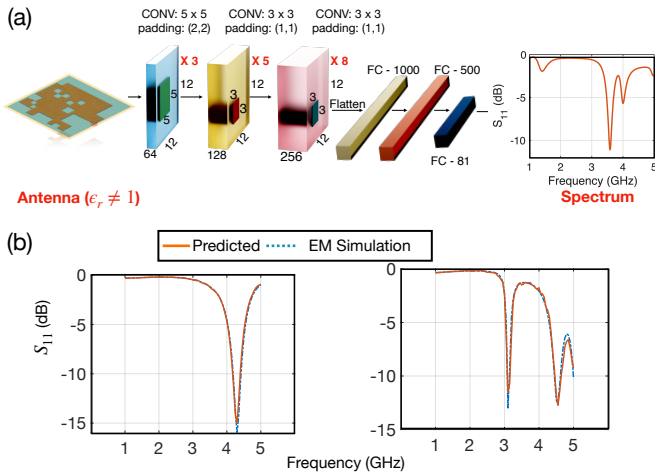 (a)
CONV: 5 x 5
padding: (2,2)
CONV: 3 x 3
padding: (1,1)
CONV: 3 x 3
padding: (1,1)
X 3
X 5
X 8
12
12
12
5
5
3
3
3
3
12
12
12
64
128
256
Flatten
FC - 1000
FC - 500
FC - 81
0
-5
-10
S₁₁ (dB)
1 2 3 4 5
Frequency (GHz)
Antenna (ϵᵣ ≠ 1)
Spectrum
(b)
Predicted EM Simulation
0
-5
-10
-15
S₁₁ (dB)
1 2 3 4 5
0
-5
-10
-15
1 2 3 4 5
Frequency (GHz)